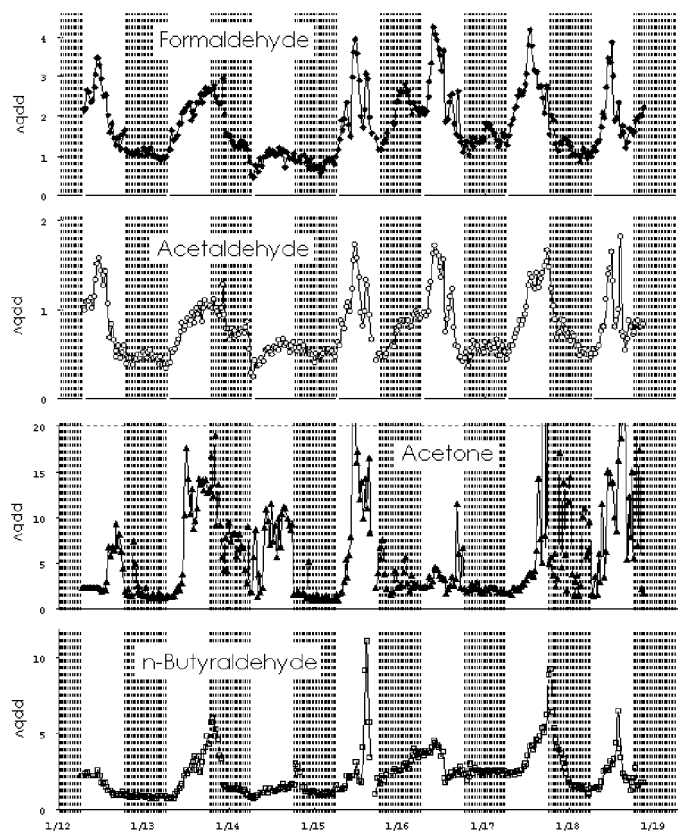 Formaldehyde
4
3
2
1
0
ppbv
Acetaldehyde
2
1
0
ppbv
Acetone
20
15
10
5
0
ppbv
n-Butyraldehyde
10
5
0
ppbv
1/12 1/13 1/14 1/15 1/16 1/17 1/18 1/19